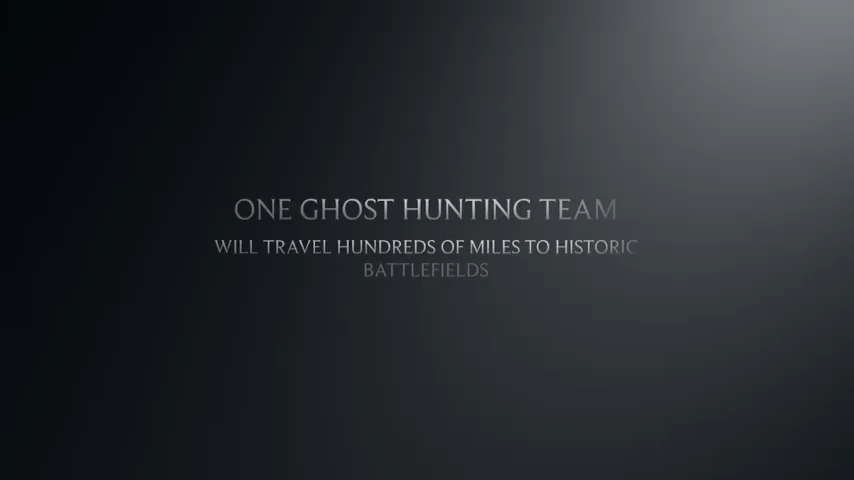 ONE GHOST HUNTING TEAM
WILL TRAVEL HUNDREDS OF MILES TO HISTORIC
BATTLEFIELDS